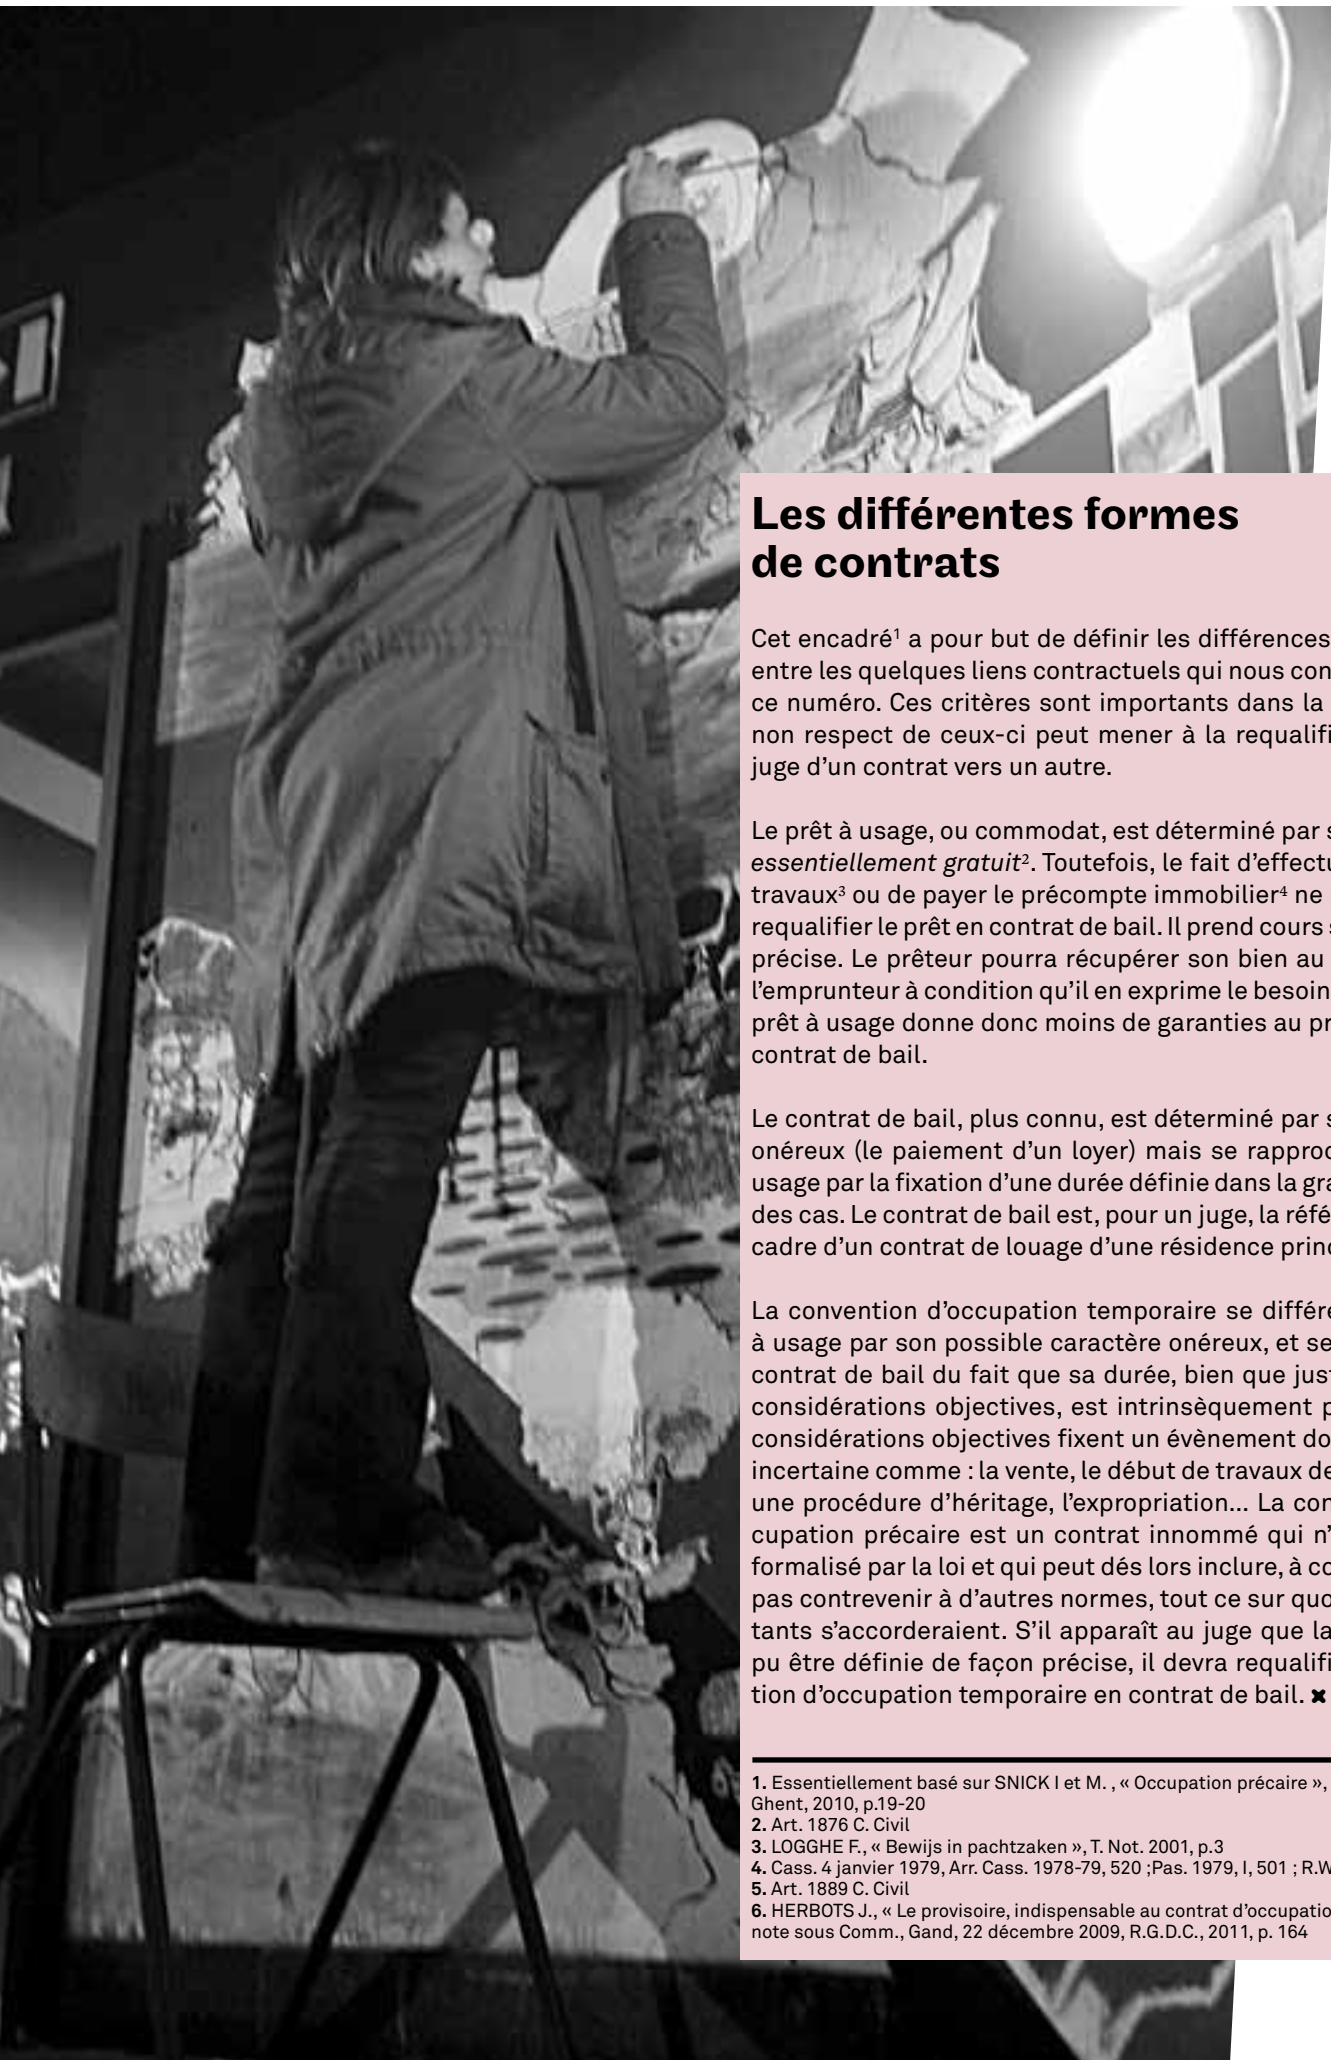 Les différentes formes
de contrats
Cet encadré¹ a pour but de définir les différences
entre les quelques liens contractuels qui nous con
ce numéro. Ces critères sont importants dans la
non respect de ceux-ci peut mener à la requalifi
juge d'un contrat vers un autre.
Le prêt à usage, ou commodat, est déterminé par s
essentiellement gratuit². Toutefois, le fait d'effectu
travaux³ ou de payer le précompte immobilier⁴ ne
requalifier le prêt en contrat de bail. Il prend cours s
précise. Le prêteur pourra récupérer son bien au
l'emprunteur à condition qu'il en exprime le besoin
prêt à usage donne donc moins de garanties au pr
contrat de bail.
Le contrat de bail, plus connu, est déterminé par s
onéreux (le paiement d'un loyer) mais se rapproc
usage par la fixation d'une durée définie dans la gra
des cas. Le contrat de bail est, pour un juge, la réfé
cadre d'un contrat de louage d'une résidence princ
La convention d'occupation temporaire se différe
à usage par son possible caractère onéreux, et se
contrat de bail du fait que sa durée, bien que just
considérations objectives, est intrinsèquement p
considérations objectives fixent un évènement do
incertaine comme : la vente, le début de travaux de
une procédure d'héritage, l'expropriation... La con
cupation précaire est un contrat innommé qui n'
formalisé par la loi et qui peut dés lors inclure, à co
pas contrevenir à d'autres normes, tout ce sur quo
tants s'accorderaient. S'il apparaît au juge que la
pu être définie de façon précise, il devra requalifi
tion d'occupation temporaire en contrat de bail. ✖
1. Essentiellement basé sur SNICK I et M. , « Occupation précaire »,
Ghent, 2010, p.19-20
2. Art. 1876 C. Civil
3. LOGGHE F., « Bewijs in pachtzaken », T. Not. 2001, p.3
4. Cass. 4 janvier 1979, Arr. Cass. 1978-79, 520 ;Pas. 1979, I, 501 ; R.W
5. Art. 1889 C. Civil
6. HERBOTS J., « Le provisoire, indispensable au contrat d'occupatio
note sous Comm., Gand, 22 décembre 2009, R.G.D.C., 2011, p. 164